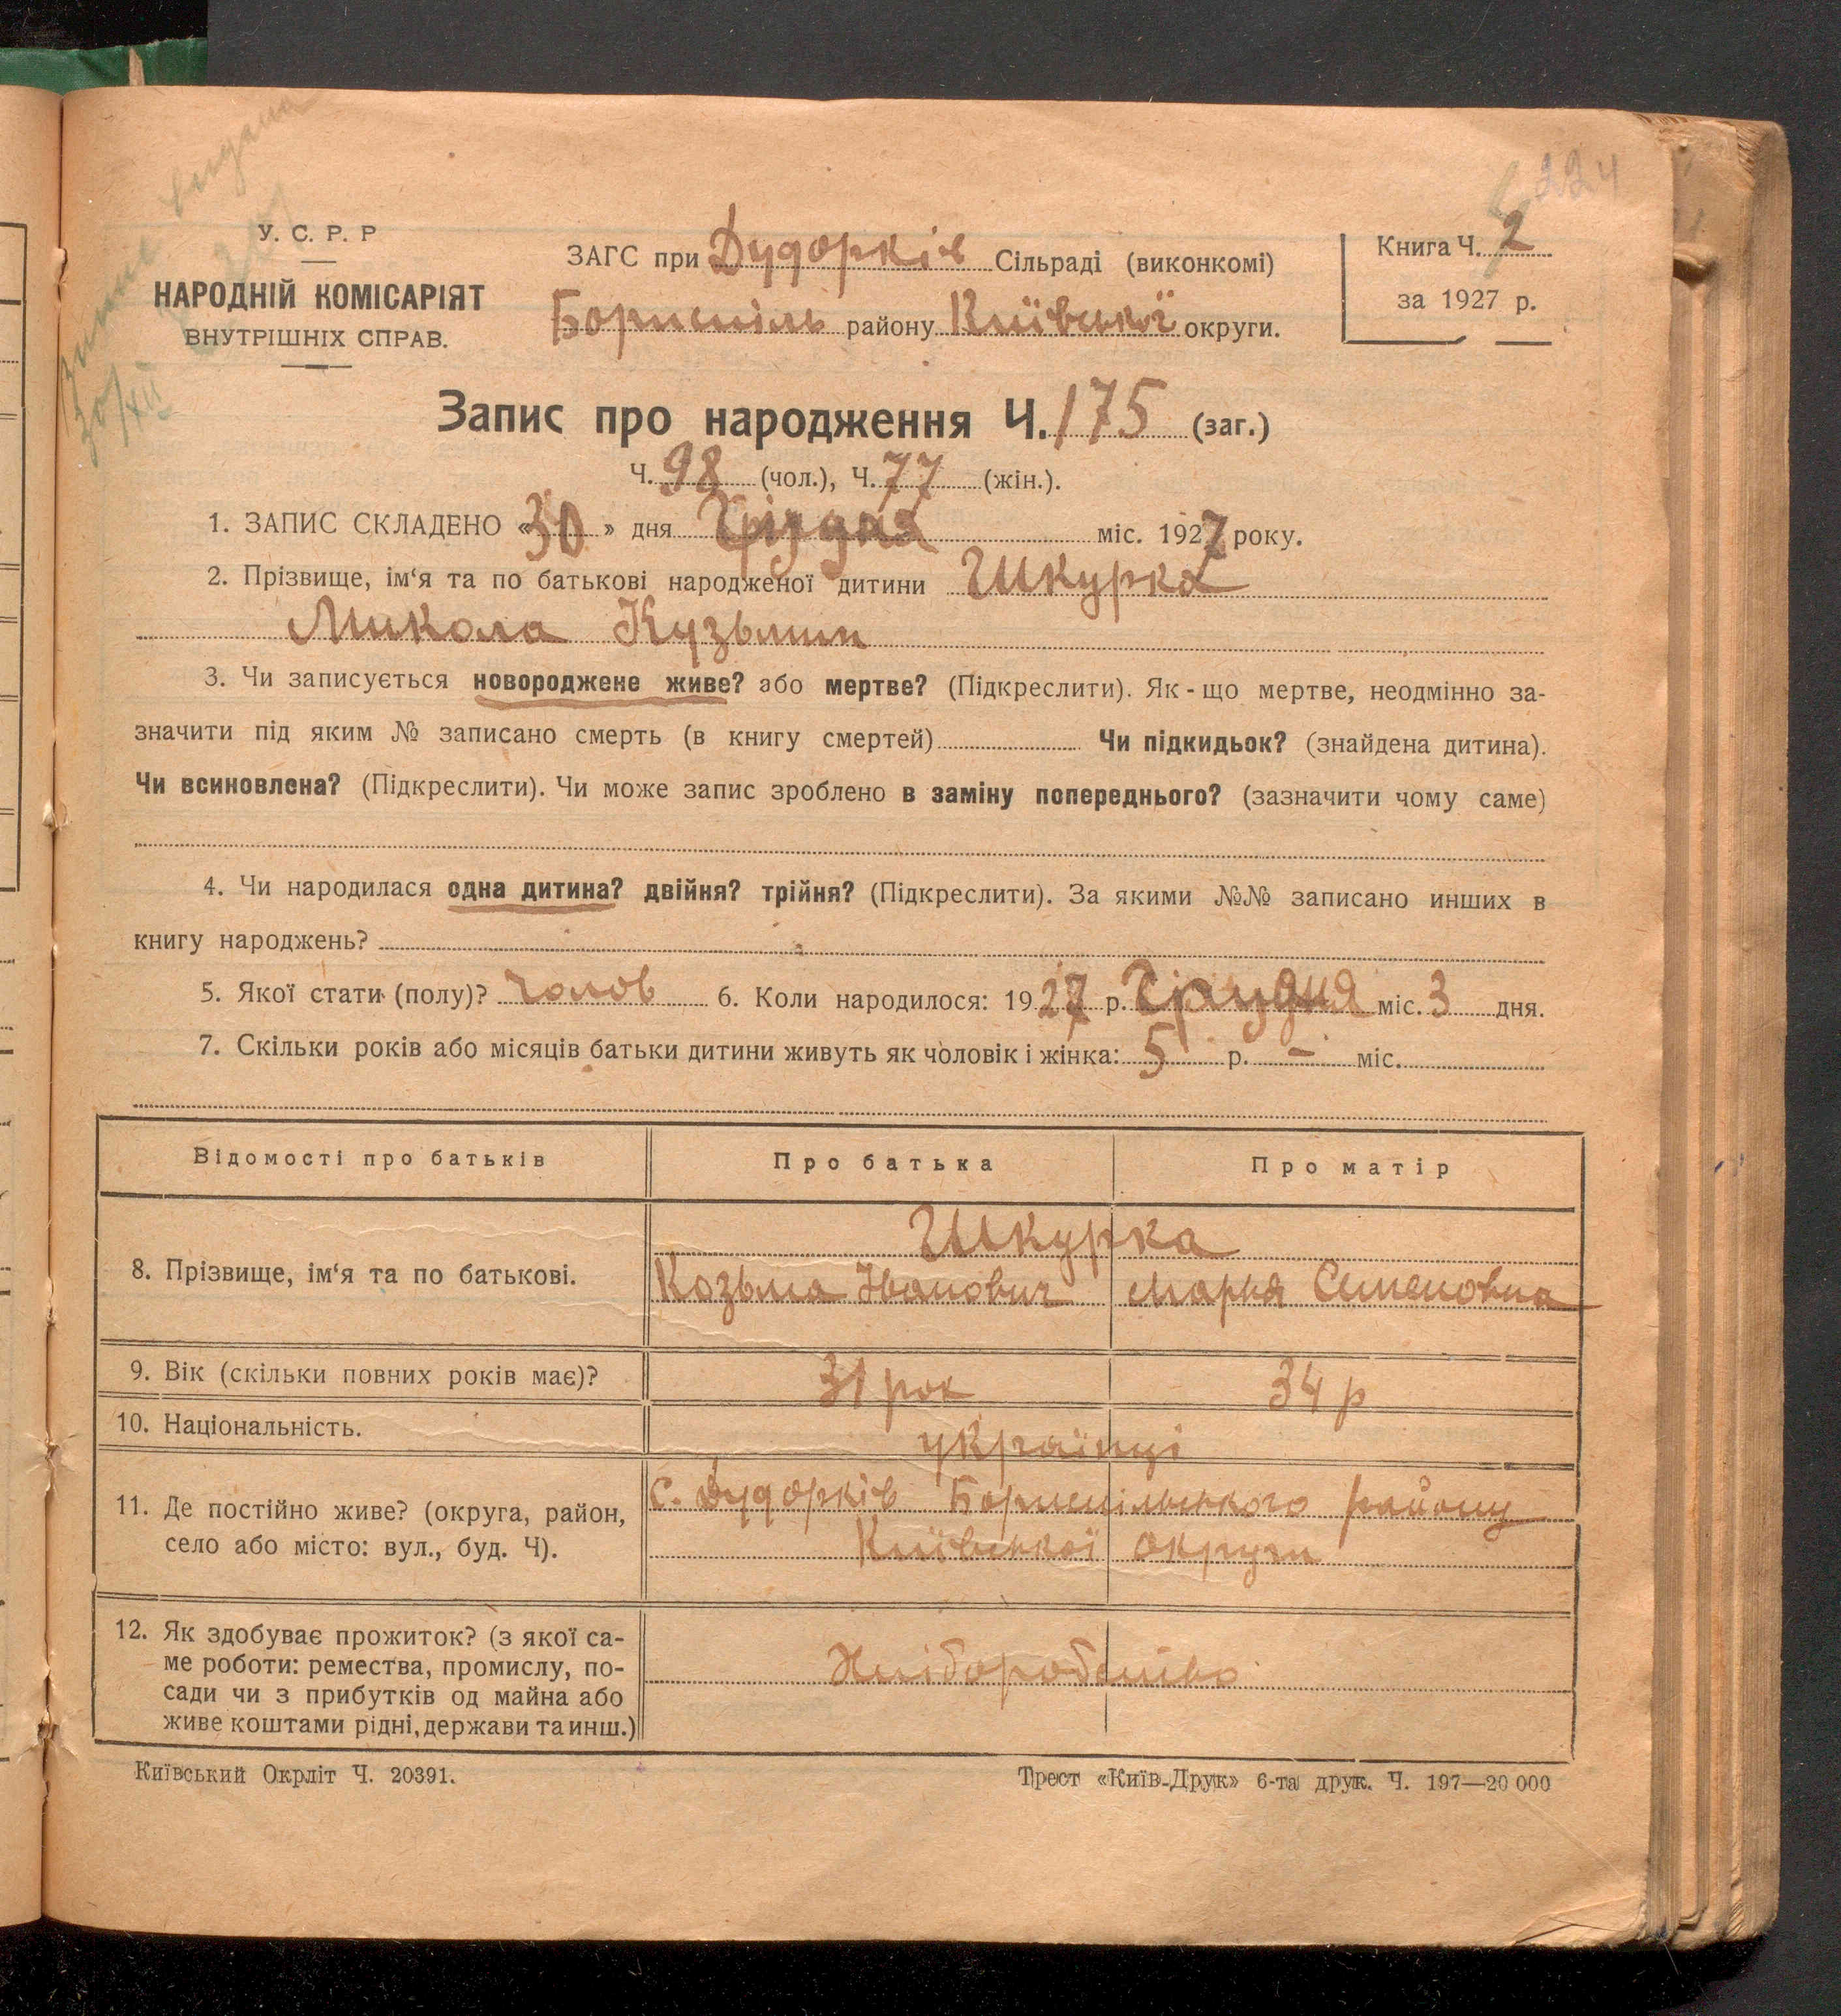 224
У. С. Р. Р
НАРОДНІЙ КОМІСАРІЯТ
ВНУТРІШНІХ СПРАВ.
ЗАГС при Дударків Сільраді (виконкомі)
Бориспіль району Київської округи.
Книга Ч. 2
за 1927 р.
30/XII
Запис про народження Ч. 175 (заг.)
Ч. 98 (чол.), Ч. 77 (жін.).
1. ЗАПИС СКЛАДЕНО «30» дня Грудня міс. 1927 року.
2. Прізвище, ім‘я та по батькові народженої дитини Шкурка
Микола Кузьмич
3. Чи записується новороджене живе? або мертве? (Підкреслити). Як - що мертве, неодмінно за-
значити під яким № записано смерть (в книгу смертей) Чи підкидьок? (знайдена дитина).
Чи всиновлена? (Підкреслити). Чи може запис зроблено в заміну попереднього? (зазначити чому саме)
4. Чи народилася одна дитина? двійня? трійня? (Підкреслити). За якими №№ записано инших в
книгу народжень?
5. Якої стати (полу)? Чолов 6. Коли народилося: 1927 р. Грудня міс. 3 дня.
7. Скільки років або місяців батьки дитини живуть як чоловік і жінка: 5 р. – міс.
Відомості про батьків Про батька Про матір
Шкурка
8. Прізвище, ім‘я та по батькові. Козьма Іванович Марья Семеновна
9. Вік (скільки повних років має)? 31 рок 34 р
10. Національність. українці
11. Де постійно живе? (округа, район, с. Дударків Бориспільського району
село або місто: вул., буд. Ч). Київської округи
12. Як здобуває прожиток? (з якої са-
ме роботи: ремества, промислу, по-
сади чи з прибутків од майна або
живе коштами рідні, держави та инш.)
Хліборобство
Київський Окрліт Ч. 20391.
Трест «Київ-Друк» 6-та друк. Ч. 197—20 000